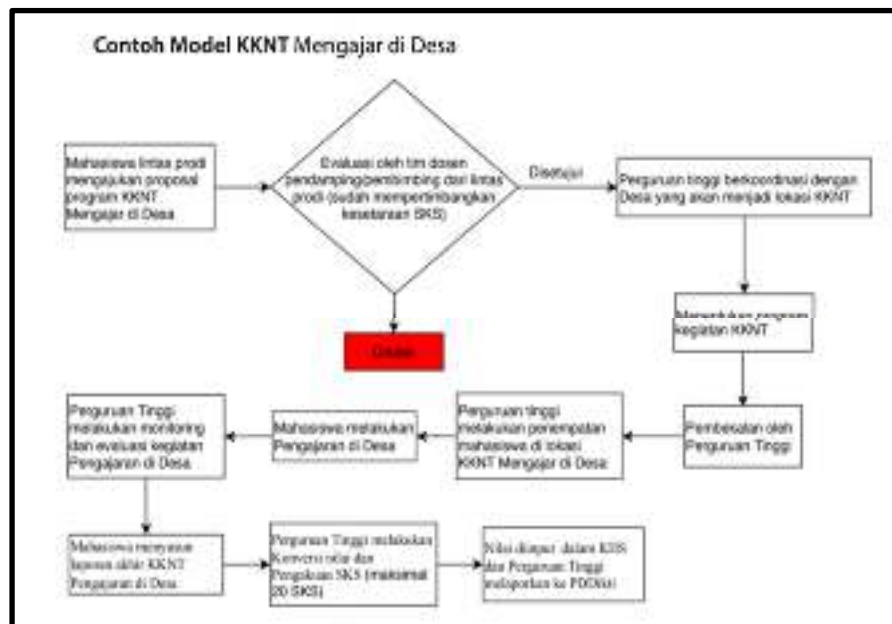 Contoh Model KKNT Mengajar di Desa
Mahasiswa lintas prodi
mengajukan proposal
program KKNT
Mengajar di Desa
Evaluasi oleh tim dosen
pendamping/pembimbing dari lintas
prodi (sudah mempertimbangkan
kesetaraan SKS)
Disetujui
Perguruan tinggi berkoordinasi dengan
Desa yang akan menjadi lokasi KKNT
Ditolak
Menentukan program
kegiatan KKNT
Pembekalan oleh
Perguruan Tinggi
Perguruan tinggi
melakukan penempatan
mahasiswa di lokasi
KKNT Mengajar di Desa
Mahasiswa melakukan
Pengajaran di Desa
Perguruan Tinggi
melakukan monitoring
dan evaluasi kegiatan
Pengajaran di Desa
Mahasiswa menyusun
laporan akhir KKNT
Pengajaran di Desa
Perguruan Tinggi melakukan
Konversi nilai dan
Pengakuan SKS (maksimal
20 SKS)
Nilai diinput dalam KHS
dan Perguruan Tinggi
melaporkan ke PDDikti